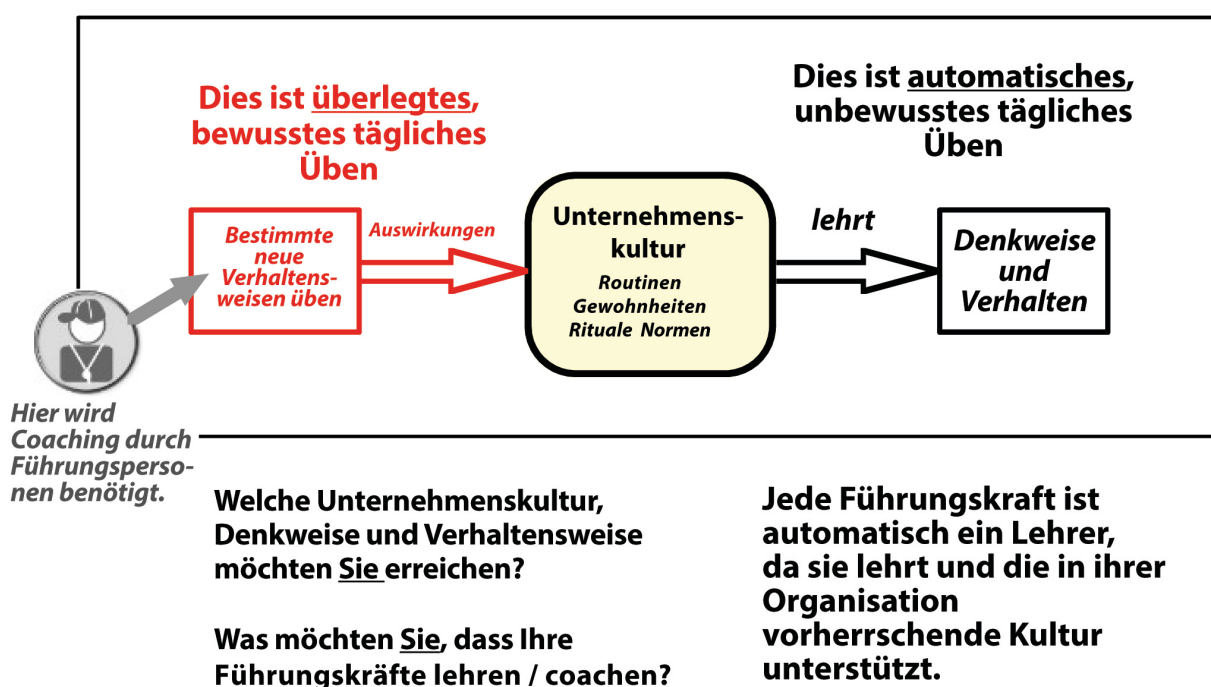 Dies ist überlegtes,
bewusstes tägliches
Üben
Dies ist automatisches,
unbewusstes tägliches
Üben
Bestimmte
neue
Verhaltens-
weisen üben
Auswirkungen
Unternehmens-
kultur
Routinen
Gewohnheiten
Rituale Normen
lehrt
Denkweise
und
Verhalten
Hier wird
Coaching durch
Führungsperso-
nen benötigt.
Welche Unternehmenskultur,
Denkweise und Verhaltensweise
möchten Sie erreichen?
Was möchten Sie, dass Ihre
Führungskräfte lehren / coachen?
Jede Führungskraft ist
automatisch ein Lehrer,
da sie lehrt und die in ihrer
Organisation
vorherrschende Kultur
unterstützt.